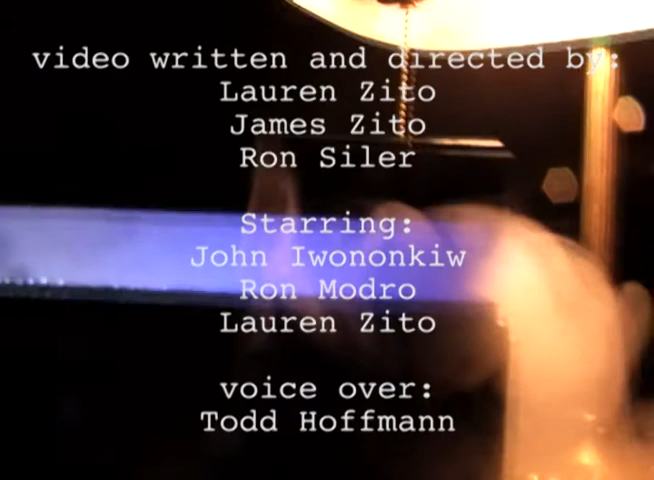 video written and directed by:
Lauren Zito
James Zito
Ron Siler
Starring:
John Iwononkiw
Ron Modro
Lauren Zito
voice over:
Todd Hoffmann